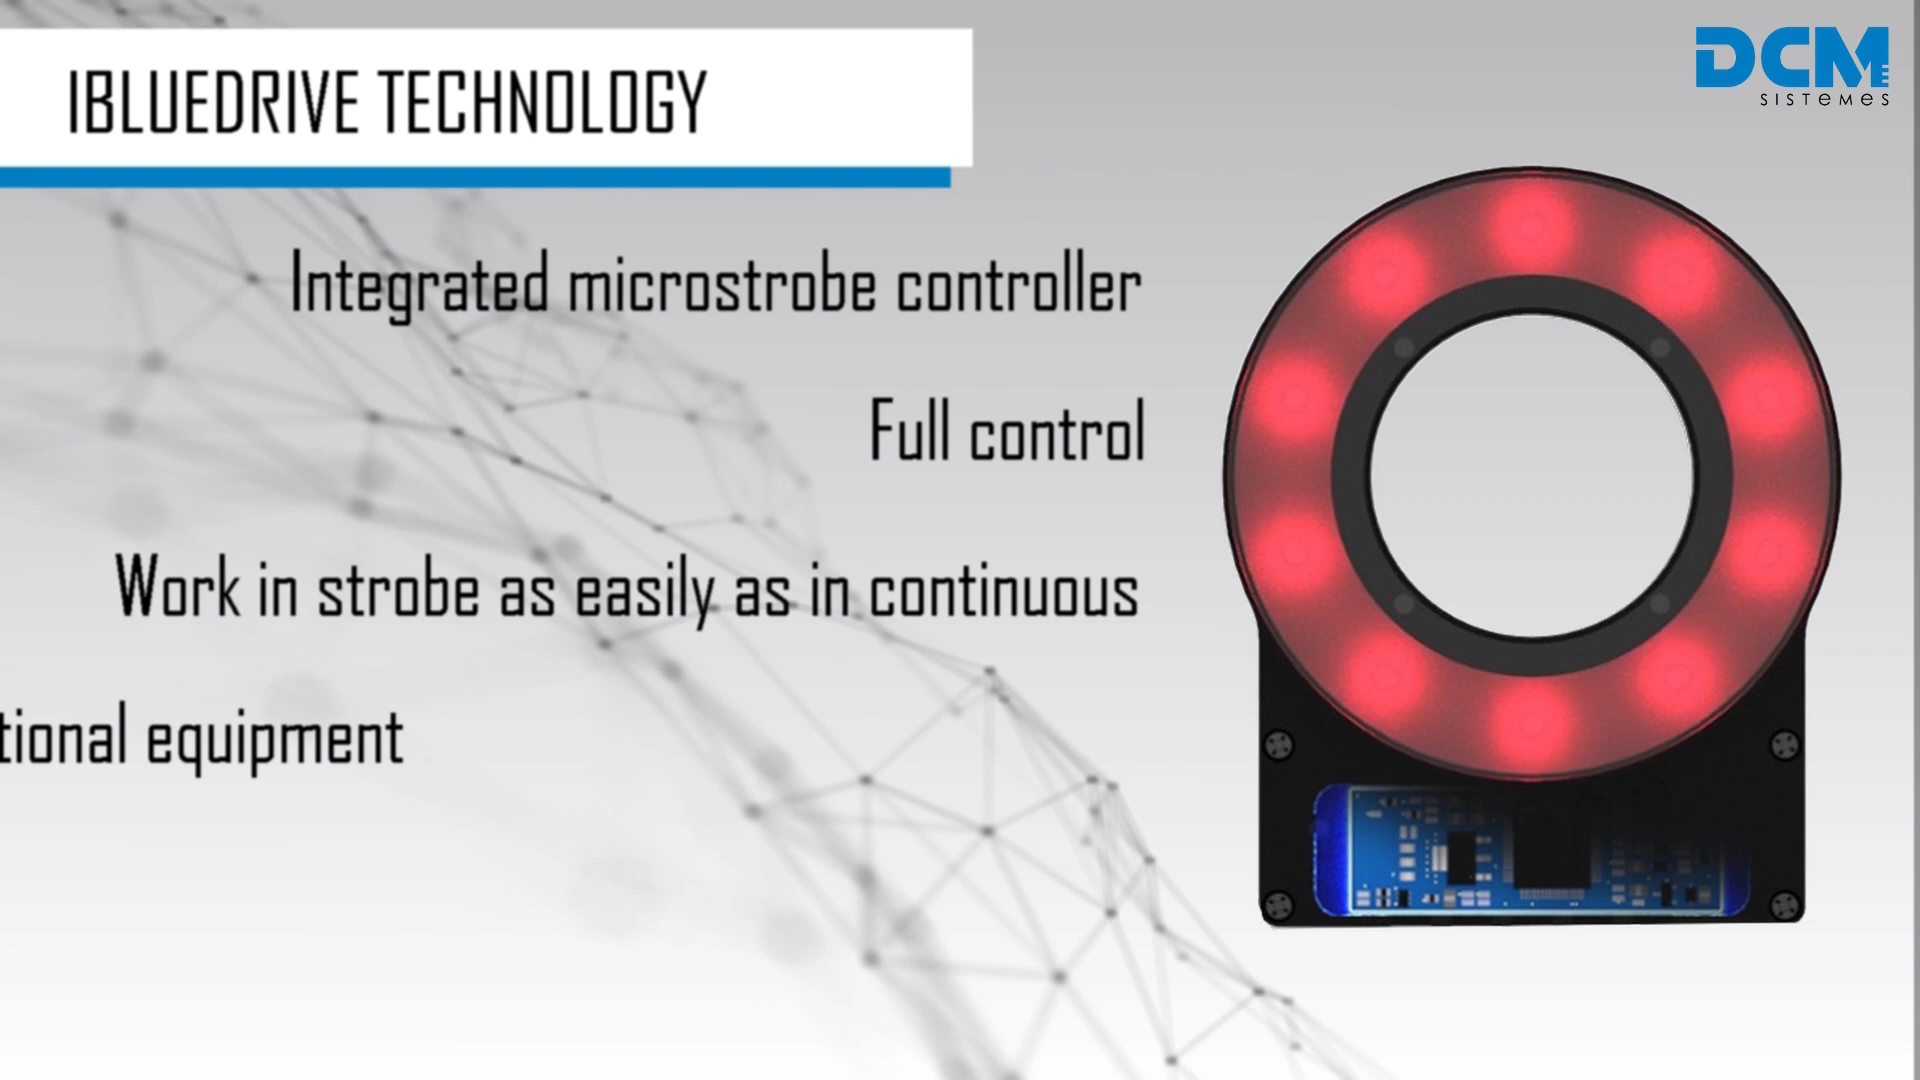 IBLUEDRIVE TECHNOLOGY
DCM
SISTEMES
Integrated microstrobe controller
Full control
Work in strobe as easily as in continuous
tional equipment